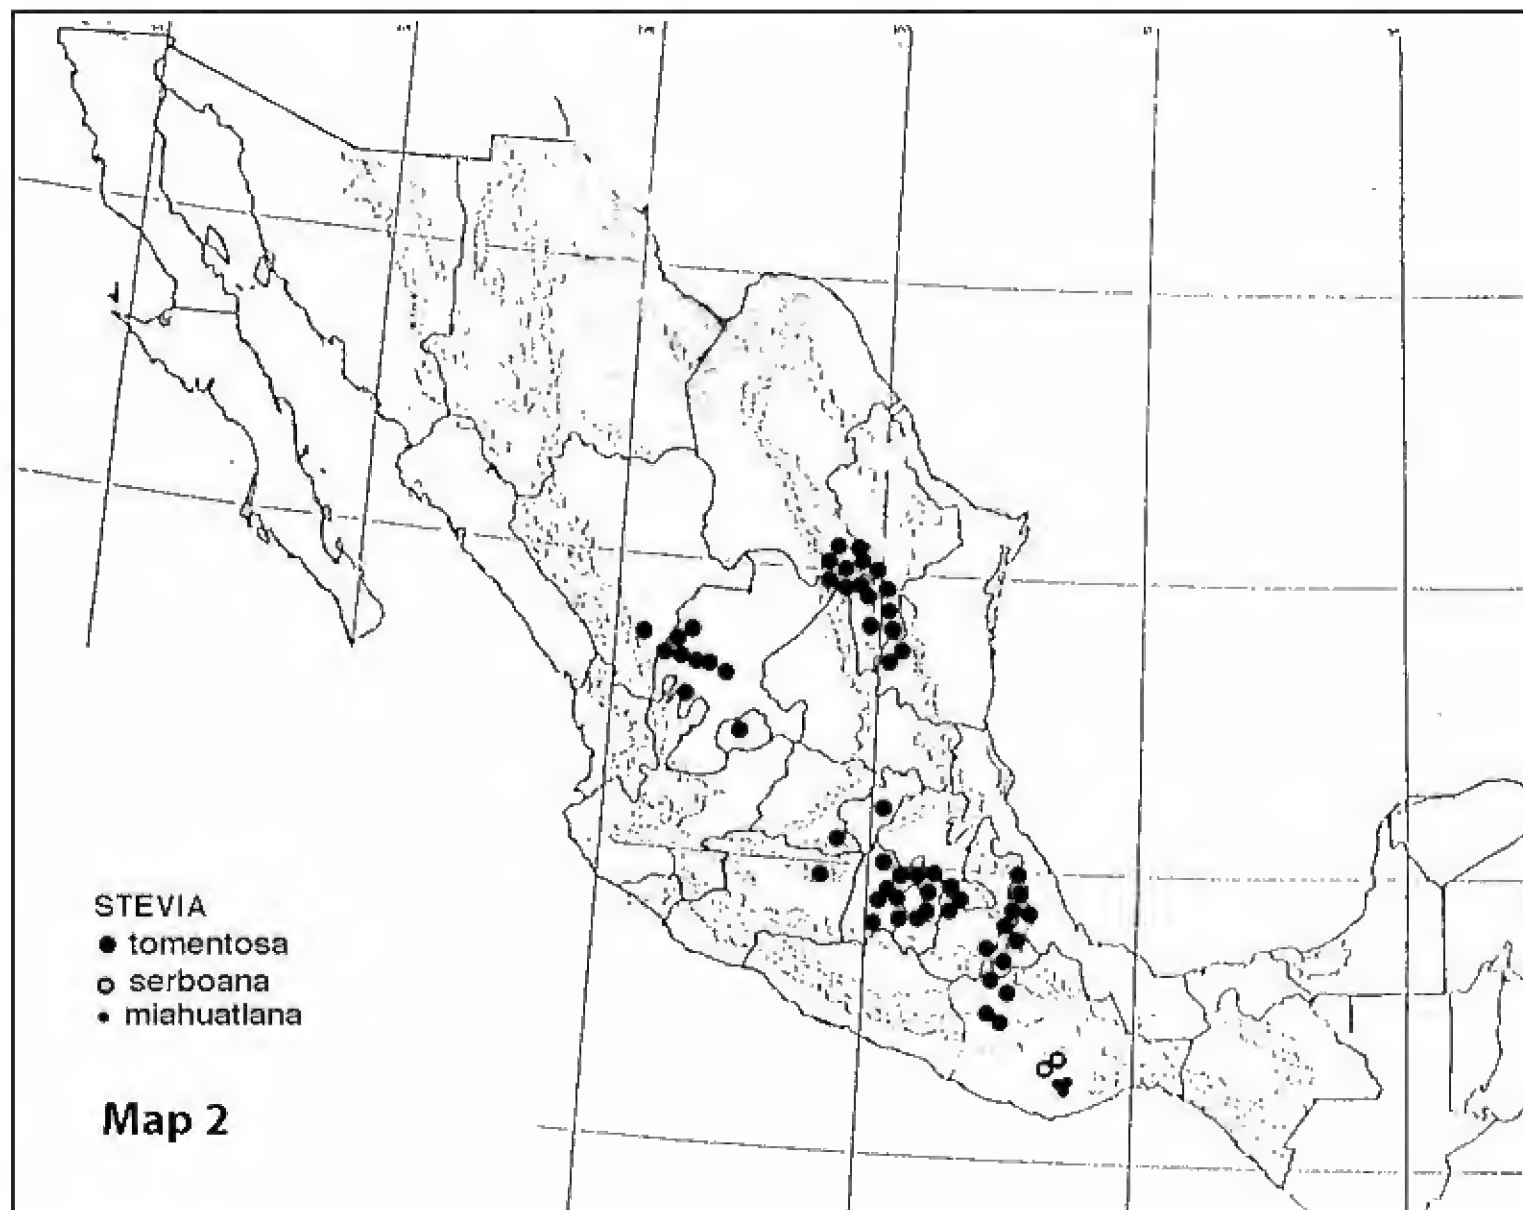 STEVIA
● tomentosa
○ serboana
• miahuatlana
Map 2